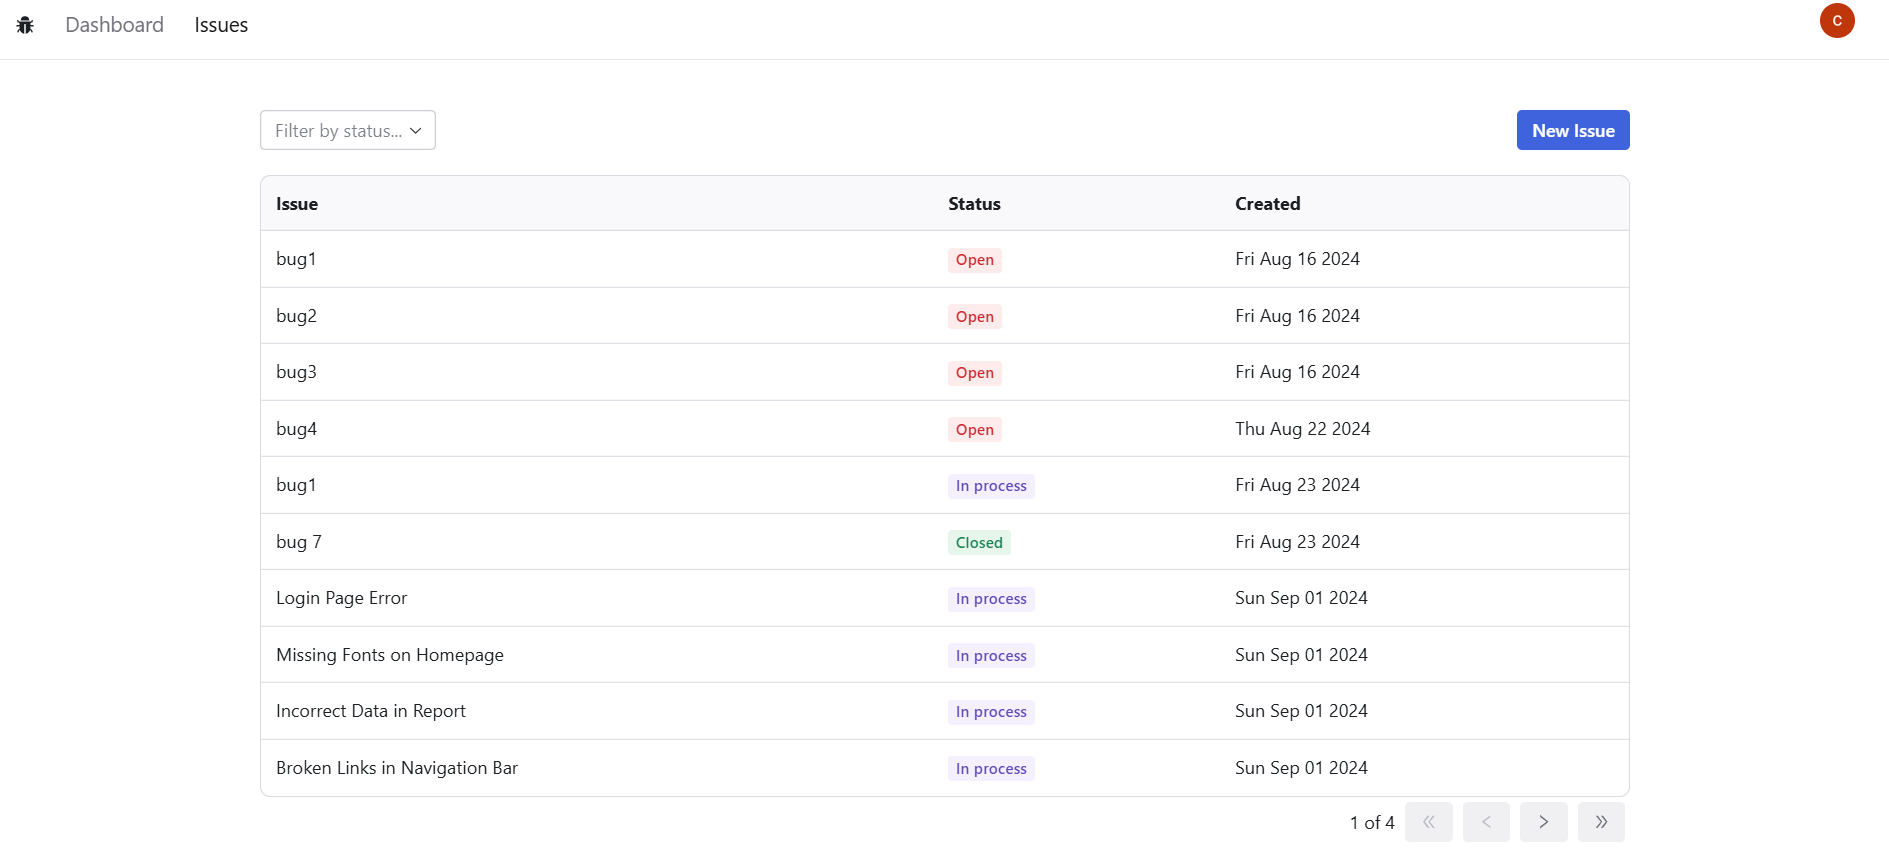 Dashboard Issues C
Filter by status... New Issue
Issue Status Created
bug1 Open Fri Aug 16 2024
bug2 Open Fri Aug 16 2024
bug3 Open Fri Aug 16 2024
bug4 Open Thu Aug 22 2024
bug1 In process Fri Aug 23 2024
bug 7 Closed Fri Aug 23 2024
Login Page Error In process Sun Sep 01 2024
Missing Fonts on Homepage In process Sun Sep 01 2024
Incorrect Data in Report In process Sun Sep 01 2024
Broken Links in Navigation Bar In process Sun Sep 01 2024
1 of 4